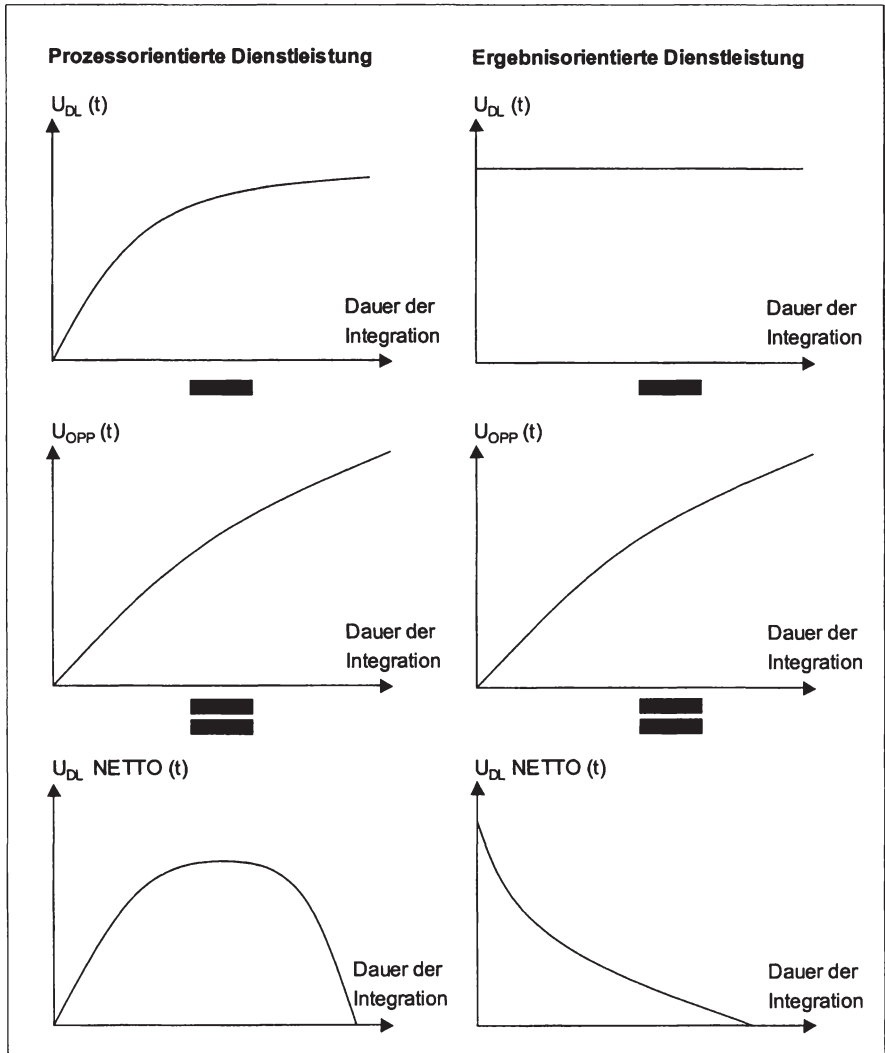 Prozessorientierte Dienstleistung
Ergebnisorientierte Dienstleistung
U_DL (t)
Dauer der
Integration
U_DL (t)
Dauer der
Integration
U_OPP (t)
Dauer der
Integration
U_OPP (t)
Dauer der
Integration
U_DL NETTO (t)
Dauer der
Integration
U_DL NETTO (t)
Dauer der
Integration